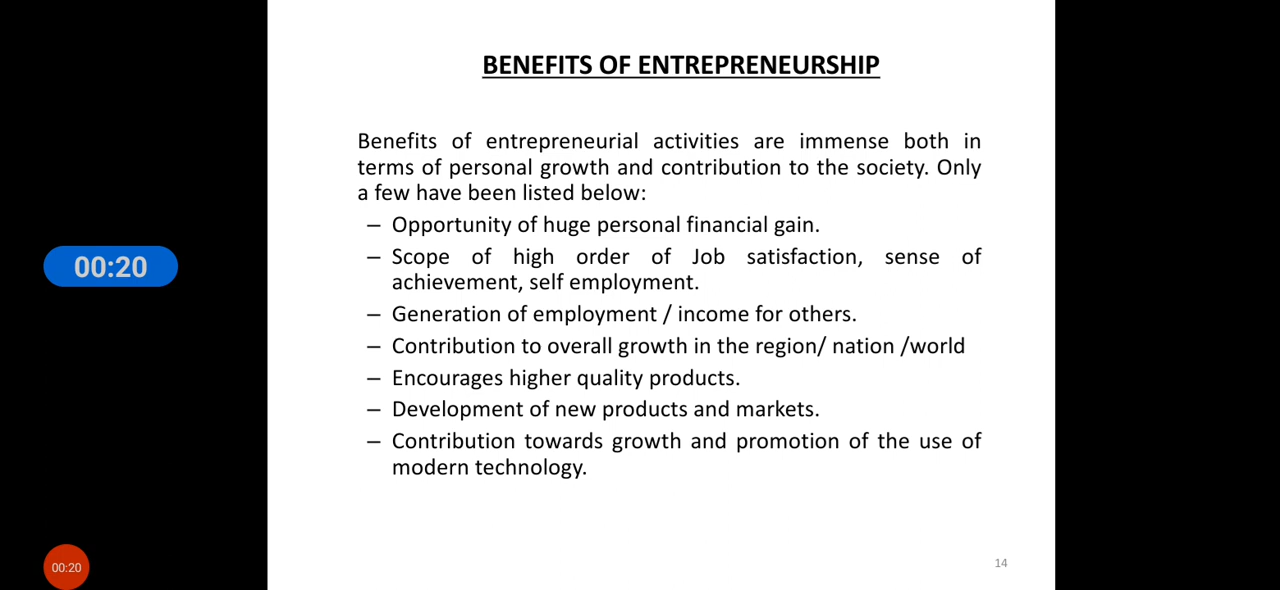 BENEFITS OF ENTREPRENEURSHIP
Benefits of entrepreneurial activities are immense both in
terms of personal growth and contribution to the society. Only
a few have been listed below:
– Opportunity of huge personal financial gain.
– Scope of high order of Job satisfaction, sense of
achievement, self employment.
00:20
– Generation of employment / income for others.
– Contribution to overall growth in the region/ nation /world
– Encourages higher quality products.
– Development of new products and markets.
– Contribution towards growth and promotion of the use of
modern technology.
00:20
14